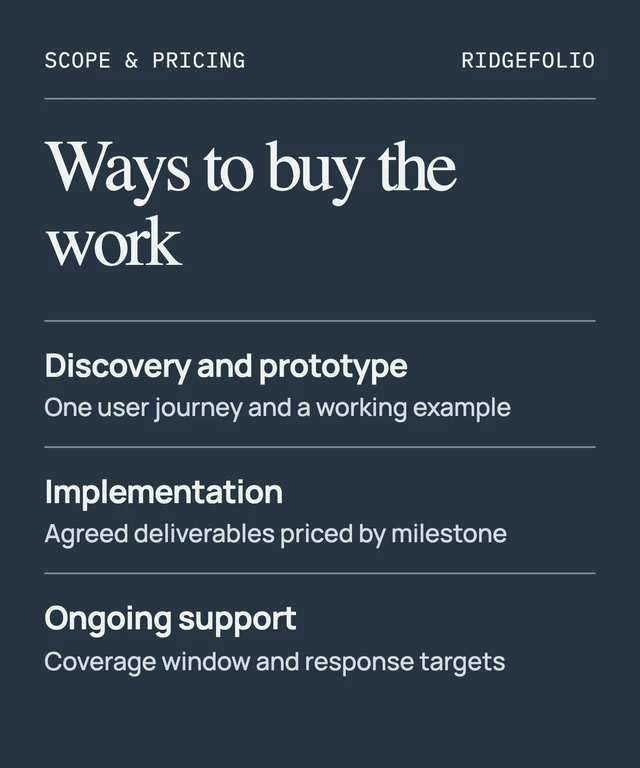 SCOPE & PRICING
RIDGEFOLIO
Ways to buy the
work
Discovery and prototype
One user journey and a working example
Implementation
Agreed deliverables priced by milestone
Ongoing support
Coverage window and response targets